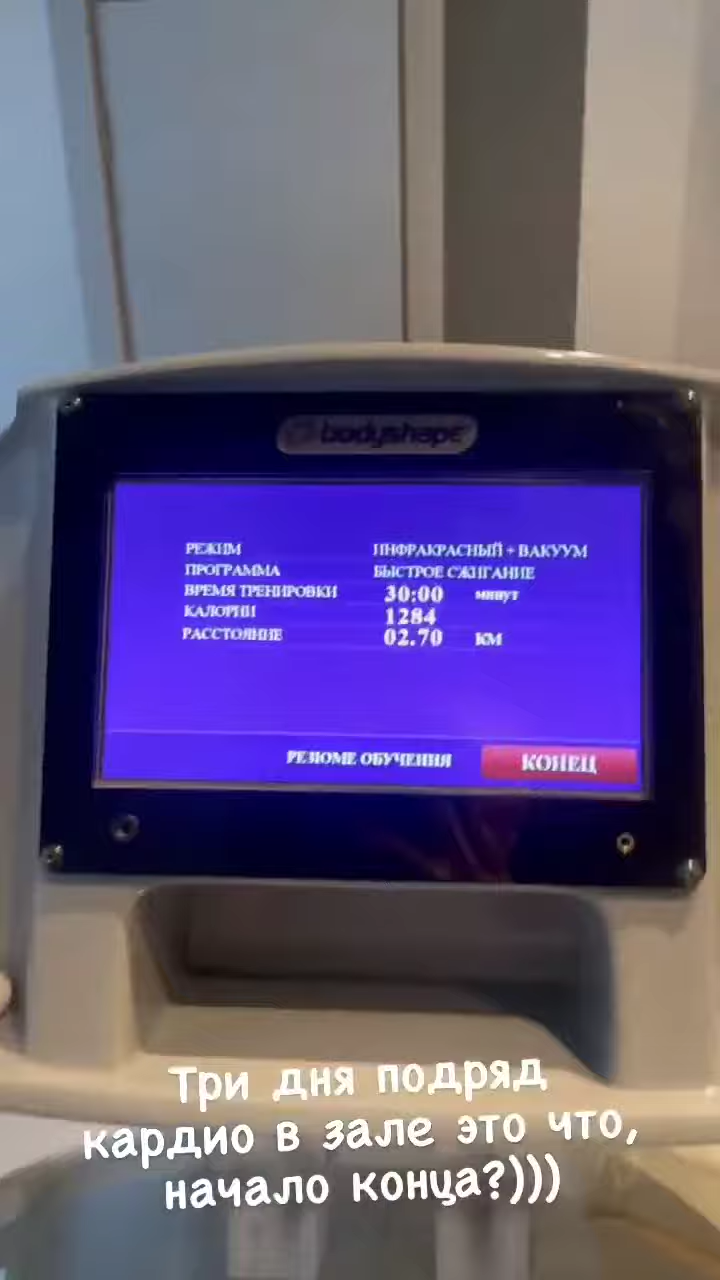 bodyshape
РЕЖИМ ИНФРАКРАСНЫЙ + ВАКУУМ
ПРОГРАММА БЫСТРОЕ СЖИГАНИЕ
ВРЕМЯ ТРЕНИРОВКИ 30:00 минут
КАЛОРИИ 1284
РАССТОЯНИЕ 02.70 КМ
РЕЗЮМЕ ОБУЧЕНИЯ КОНЕЦ
Три дня подряд
кардио в зале это что,
начало конца?)))